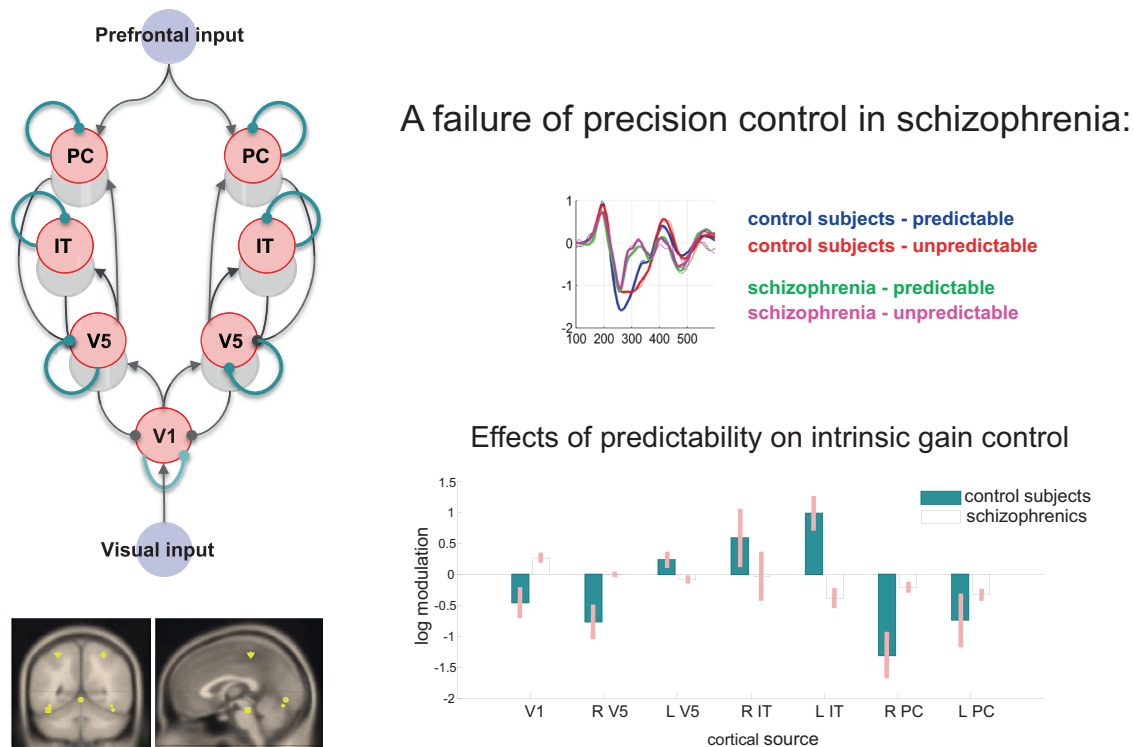 Prefrontal input
PC
PC
IT
IT
V5
V5
V1
Visual input
A failure of precision control in schizophrenia:
1
0
-1
-2
100 200 300 400 500
control subjects - predictable
control subjects - unpredictable
schizophrenia - predictable
schizophrenia - unpredictable
Effects of predictability on intrinsic gain control
log modulation
1.5
1
0.5
0
-0.5
-1
-1.5
-2
control subjects
schizophrenics
V1 R V5 L V5 R IT L IT R PC L PC
cortical source